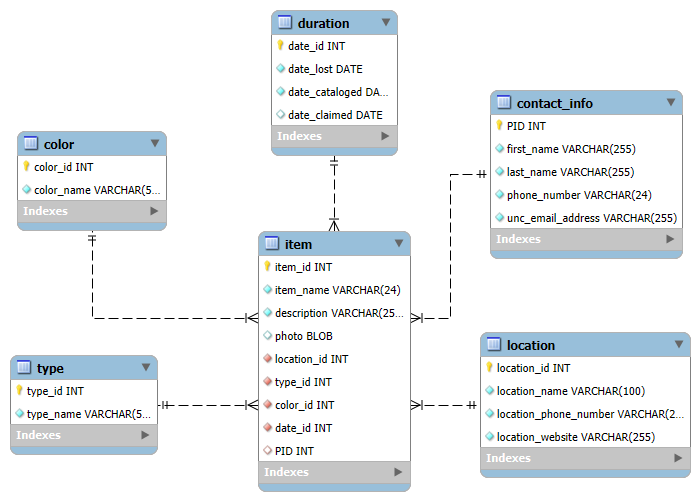 duration
date_id INT
date_lost DATE
date_cataloged DA...
date_claimed DATE
Indexes
color
color_id INT
color_name VARCHAR(5...
Indexes
contact_info
PID INT
first_name VARCHAR(255)
last_name VARCHAR(255)
phone_number VARCHAR(24)
unc_email_address VARCHAR(255)
Indexes
item
item_id INT
item_name VARCHAR(24)
description VARCHAR(25...
photo BLOB
location_id INT
type_id INT
color_id INT
date_id INT
PID INT
Indexes
type
type_id INT
type_name VARCHAR(5...
Indexes
location
location_id INT
location_name VARCHAR(100)
location_phone_number VARCHAR(2...
location_website VARCHAR(255)
Indexes